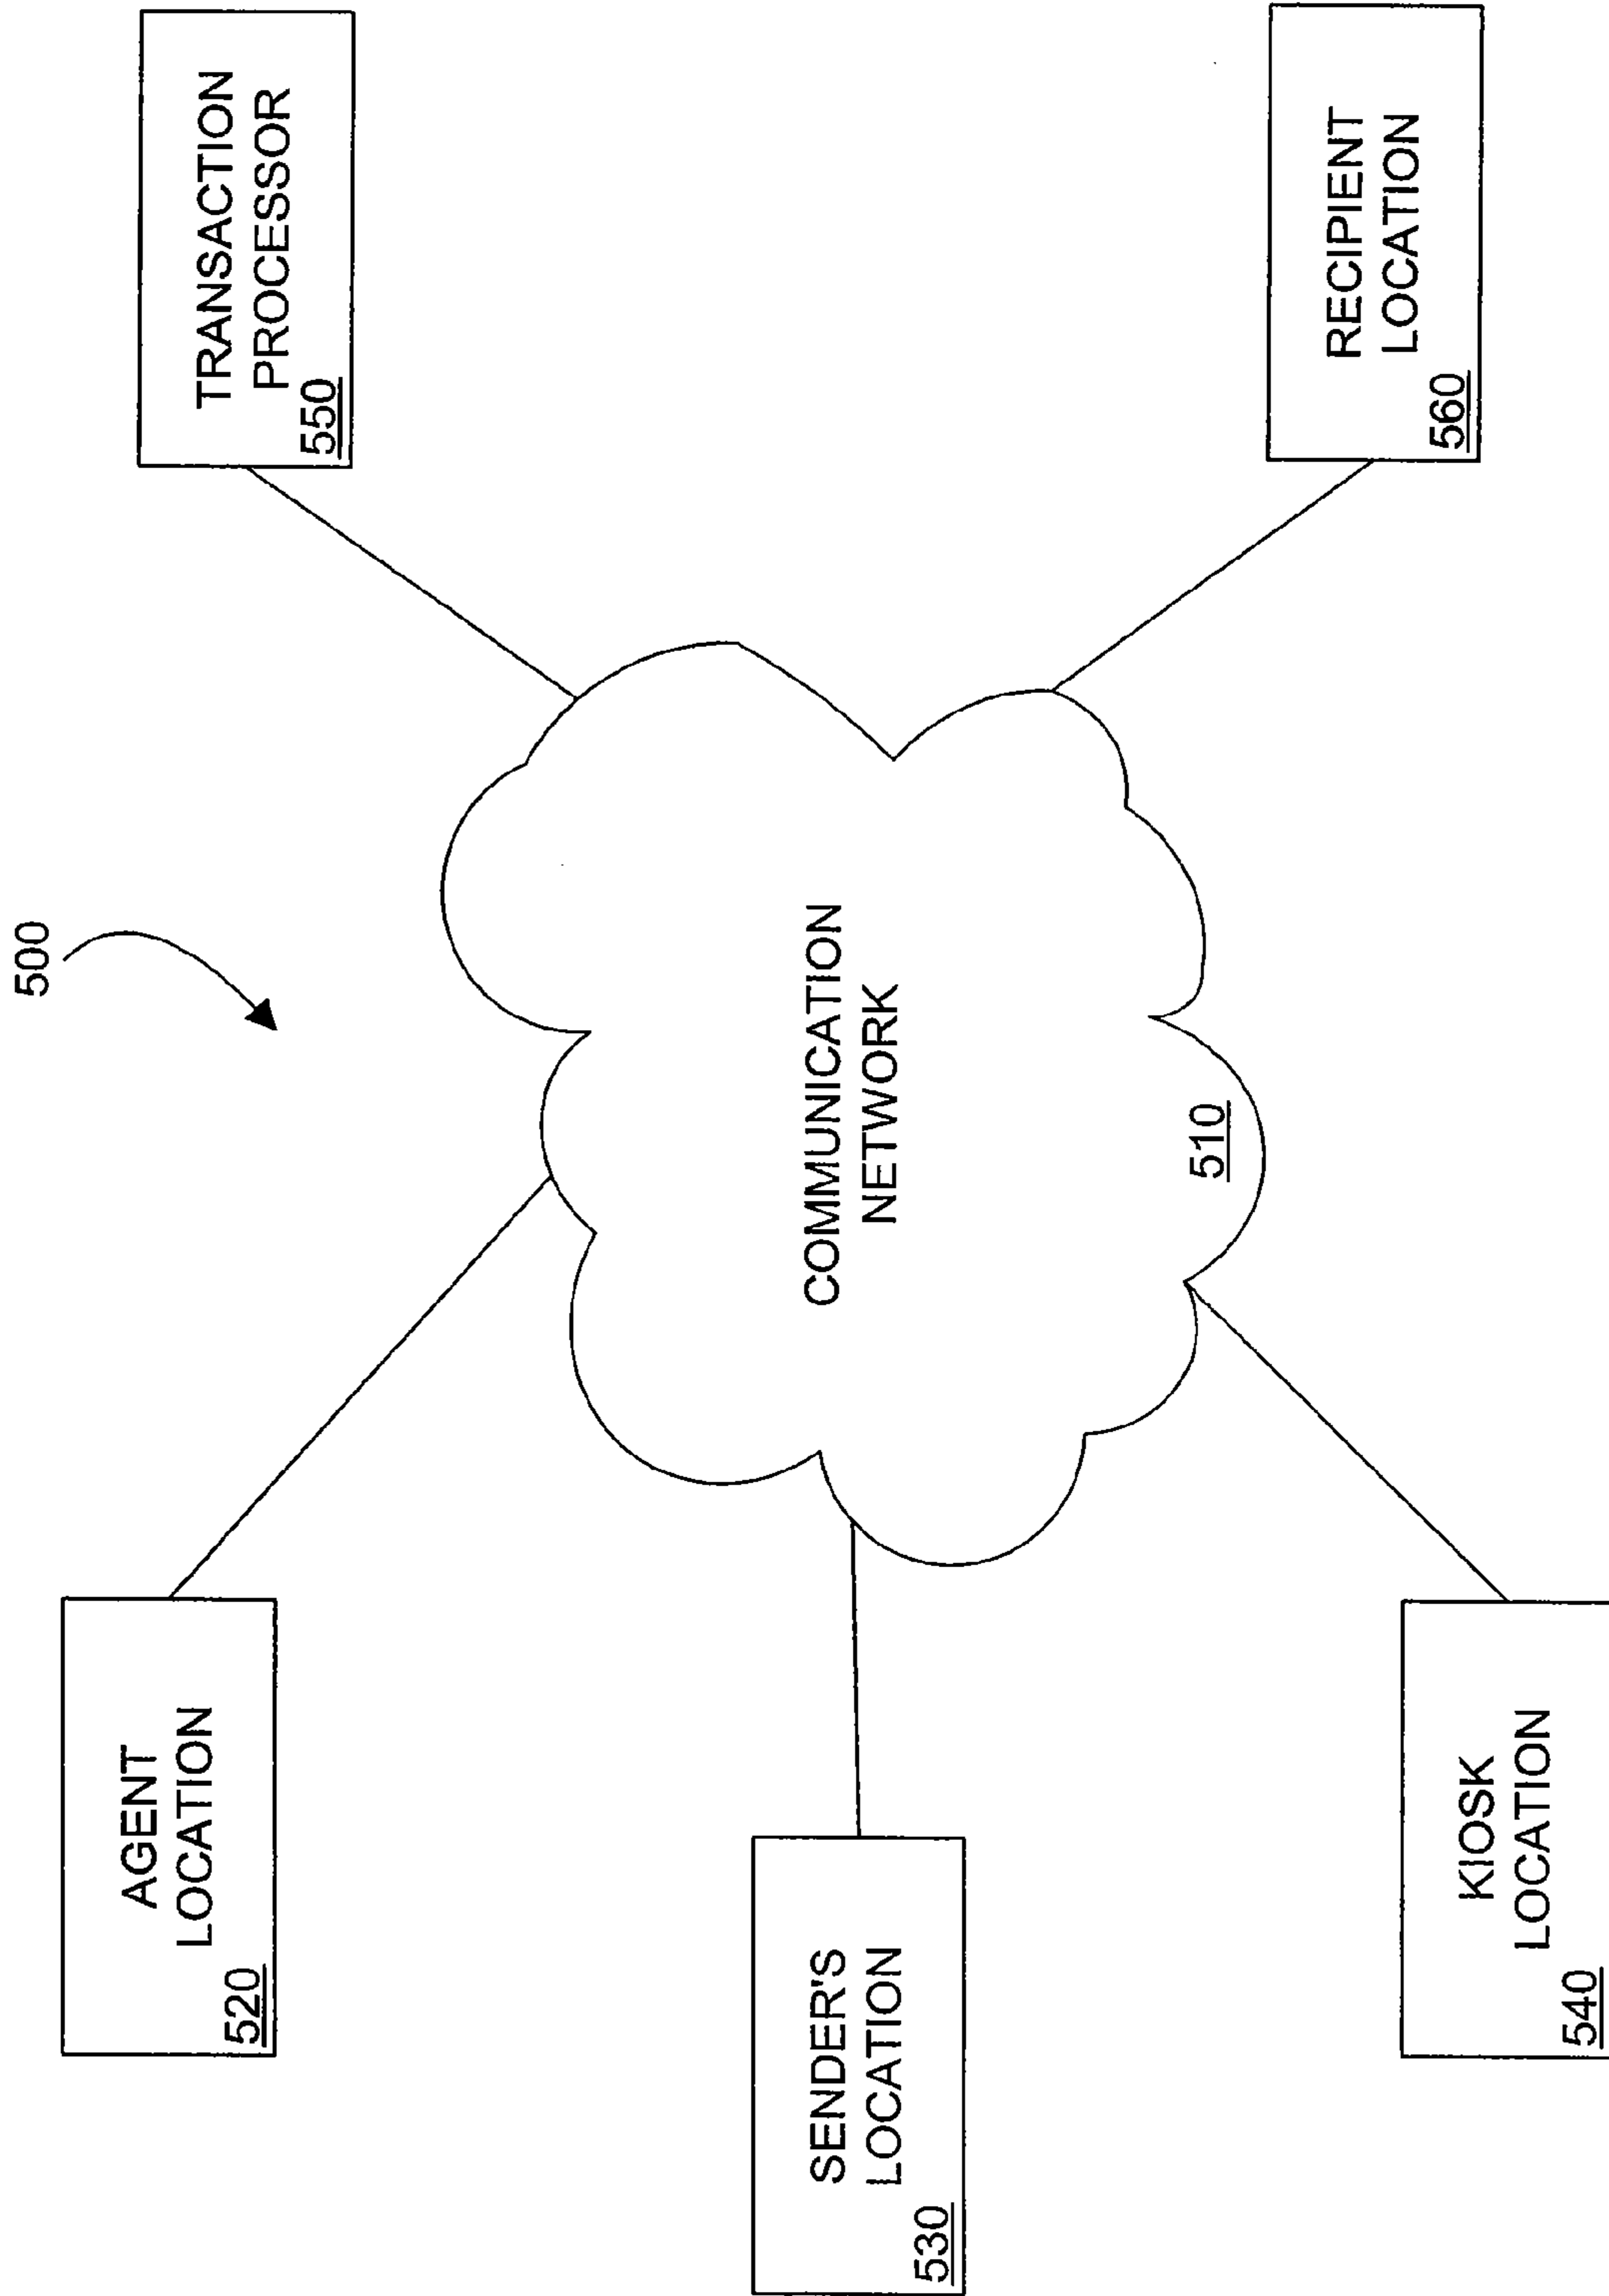 500
AGENT
LOCATION
520
TRANSACTION
PROCESSOR
550
SENDER'S
LOCATION
530
COMMUNICATION
NETWORK
510
KIOSK
LOCATION
540
RECIPIENT
LOCATION
560